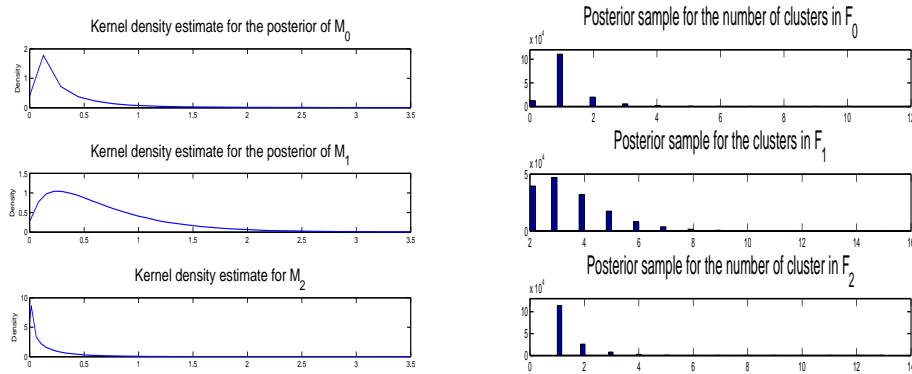 Kernel density estimate for the posterior of M0
2
1
0
Density
0 0.5 1 1.5 2 2.5 3 3.5
Kernel density estimate for the posterior of M1
1.5
1
0.5
0
Density
0 0.5 1 1.5 2 2.5 3 3.5
Kernel density estimate for M2
10
5
0
Density
0 0.5 1 1.5 2 2.5 3 3.5
Posterior sample for the number of clusters in F0
x 10^4
10
5
0
0 2 4 6 8 10 12
Posterior sample for the clusters in F1
x 10^4
5
0
2 4 6 8 10 12 14 16
Posterior sample for the number of cluster in F2
x 10^4
10
5
0
0 2 4 6 8 10 12 14